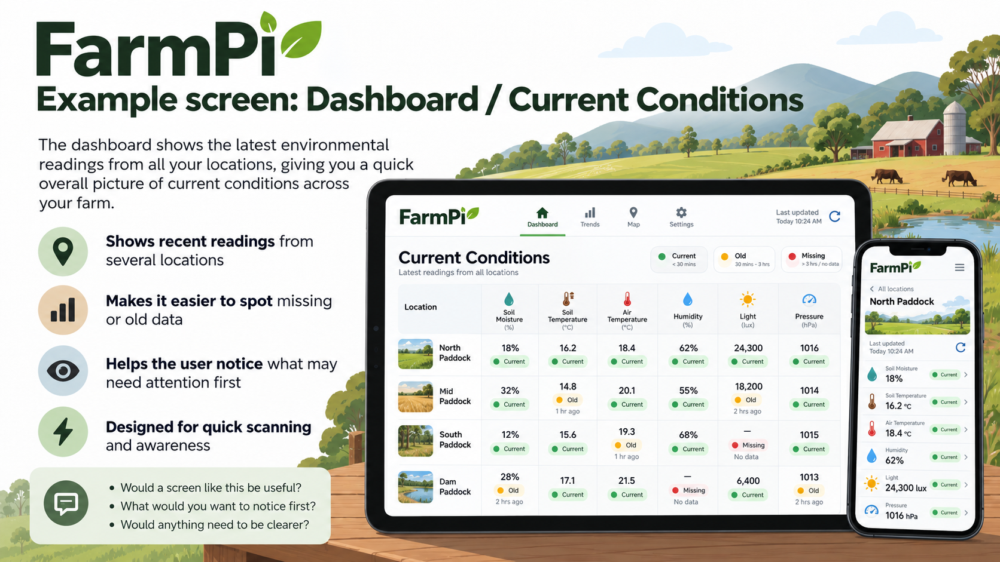 FarmPi
Example screen: Dashboard / Current Conditions
The dashboard shows the latest environmental
readings from all your locations, giving you a quick
overall picture of current conditions across
your farm.
Shows recent readings from
several locations
Makes it easier to spot missing
or old data
Helps the user notice what may
need attention first
Designed for quick scanning
and awareness
• Would a screen like this be useful?
• What would you want to notice first?
• Would anything need to be clearer?
FarmPi
Dashboard
Trends
Map
Settings
Last updated
Today 10:24 AM
Current Conditions
Latest readings from all locations
Current
< 30 mins
Old
30 mins - 3 hrs
Missing
> 3 hrs / no data
Location
Soil
Moisture
(%)
Soil
Temperature
(°C)
Air
Temperature
(°C)
Humidity
(%)
Light
(lux)
Pressure
(hPa)
North
Paddock
18%
Current
16.2
Current
18.4
Current
62%
Current
24,300
Current
1016
Current
Mid
Paddock
32%
Current
14.8
Old
1 hr ago
20.1
Current
55%
Current
18,200
Old
2 hrs ago
1014
Current
South
Paddock
12%
Current
15.6
Current
19.3
Old
1 hr ago
68%
Current
—
Missing
No data
1015
Current
Dam
Paddock
28%
Old
2 hrs ago
17.1
Current
21.5
Current
—
Missing
No data
6,400
Current
1013
Old
2 hrs ago
FarmPi
All locations
North Paddock
Last updated
Today 10:24 AM
Soil Moisture
18%
Current
Soil Temperature
16.2 °C
Current
Air Temperature
18.4 °C
Current
Humidity
62%
Current
Light
24,300 lux
Current
Pressure
1016 hPa
Current